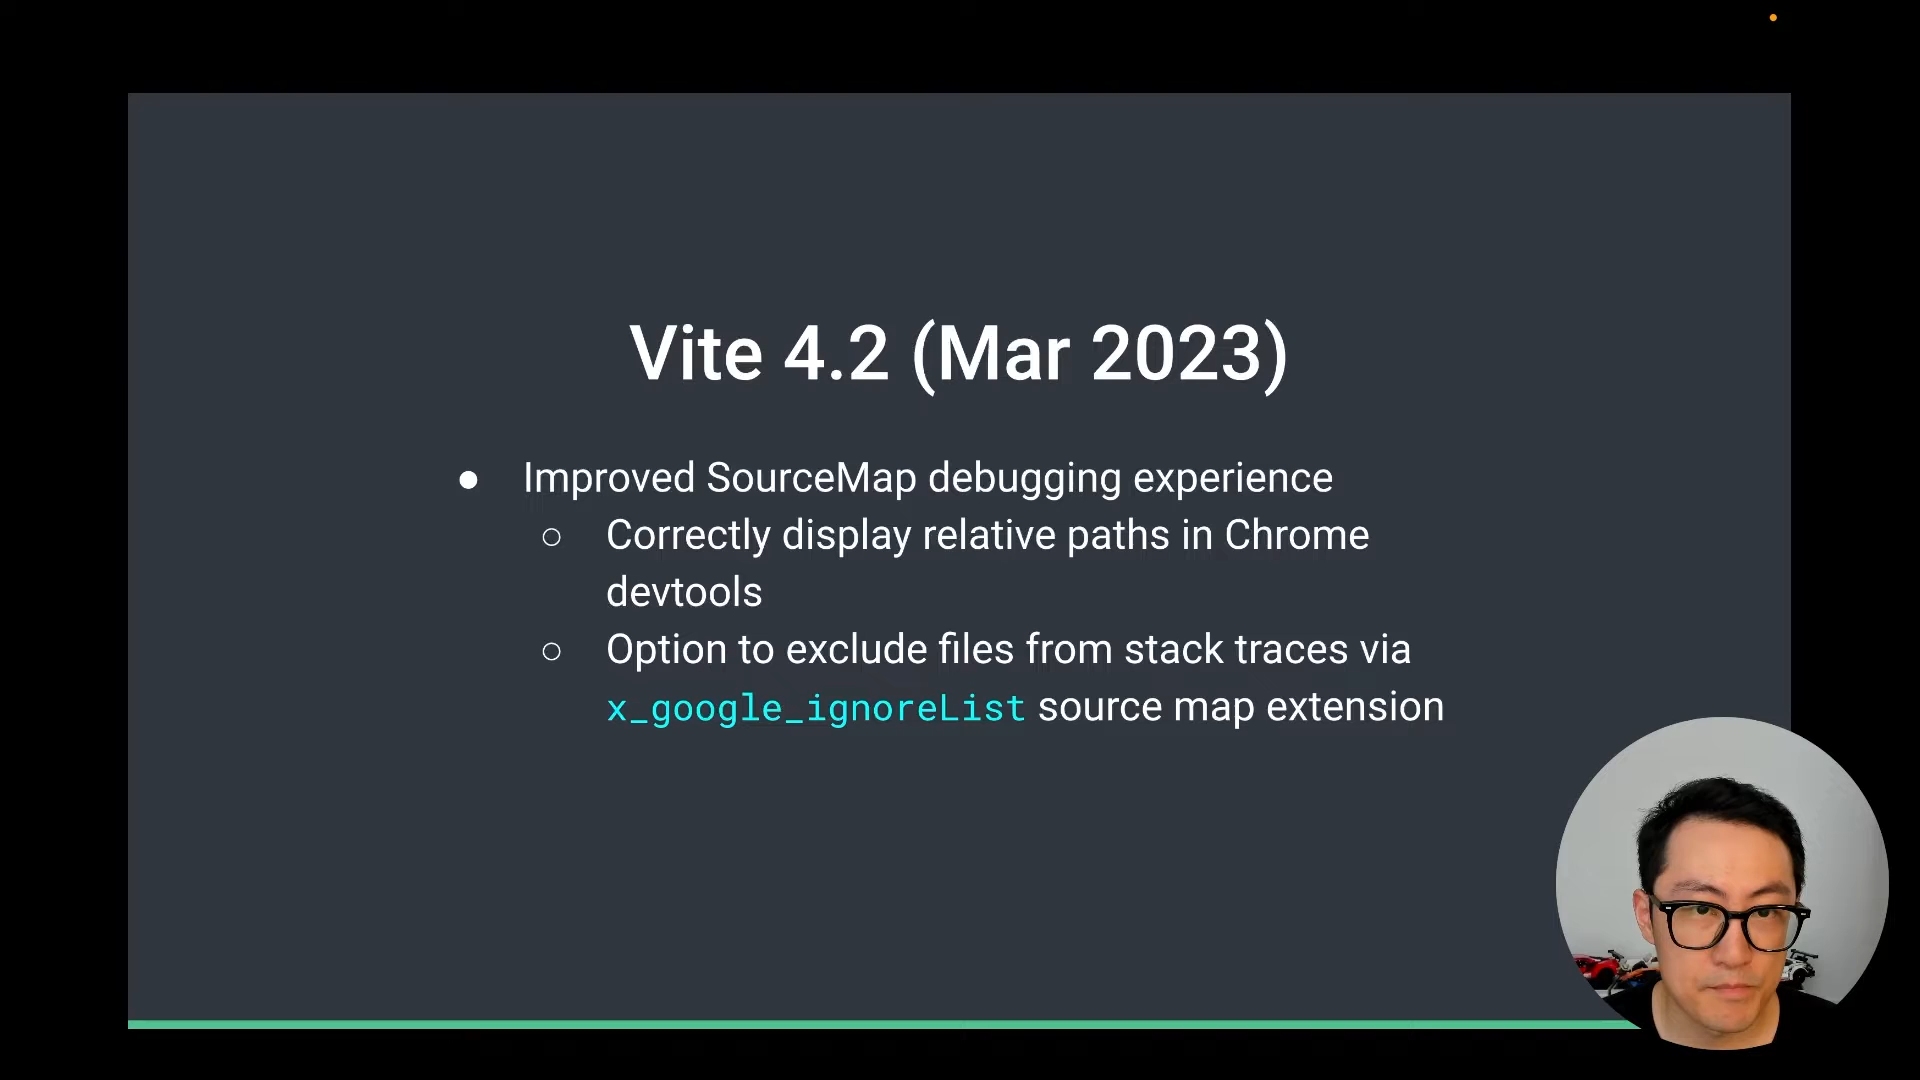 Vite 4.2 (Mar 2023)
● Improved SourceMap debugging experience
○ Correctly display relative paths in Chrome
devtools
○ Option to exclude files from stack traces via
x_google_ignoreList source map extension